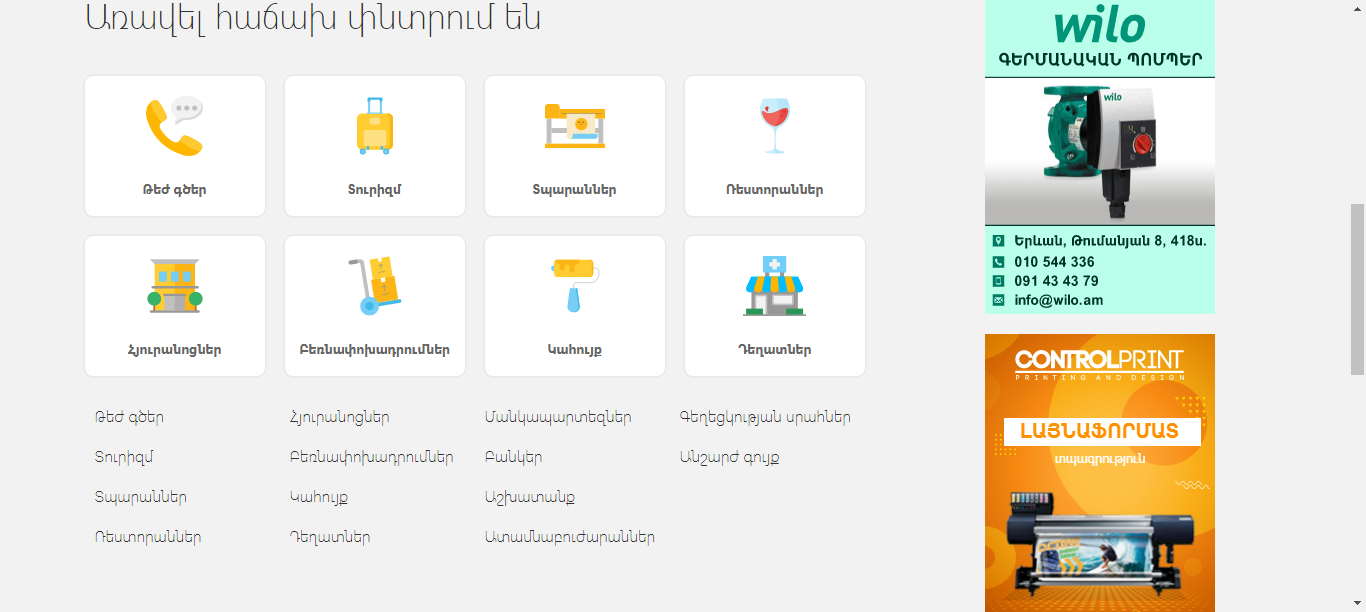 Առավել հաճախ փնտրում են
Թեժ գծեր
Տուրիզմ
Տպարաններ
Ռեստորաններ
Հյուրանոցներ
Բեռնափոխադրումներ
Կահույք
Դեղատներ
Թեժ գծեր
Հյուրանոցներ
Մանկապարտեզներ
Գեղեցկության սրահներ
Տուրիզմ
Բեռնափոխադրումներ
Բանկեր
Անշարժ գույք
Տպարաններ
Կահույք
Աշխատանք
Ռեստորաններ
Դեղատներ
Ատամնաբուժարաններ
wilo
ԳԵՐՄԱՆԱԿԱՆ ՊՈՄՊԵՐ
wilo
Երևան, Թումանյան 8, 418ս.
010 544 336
091 43 43 79
info@wilo.am
CONTROLPRINT
PRINTING AND DESIGN
ԼԱՅՆԱՖՈՐՄԱՏ
տպագրություն